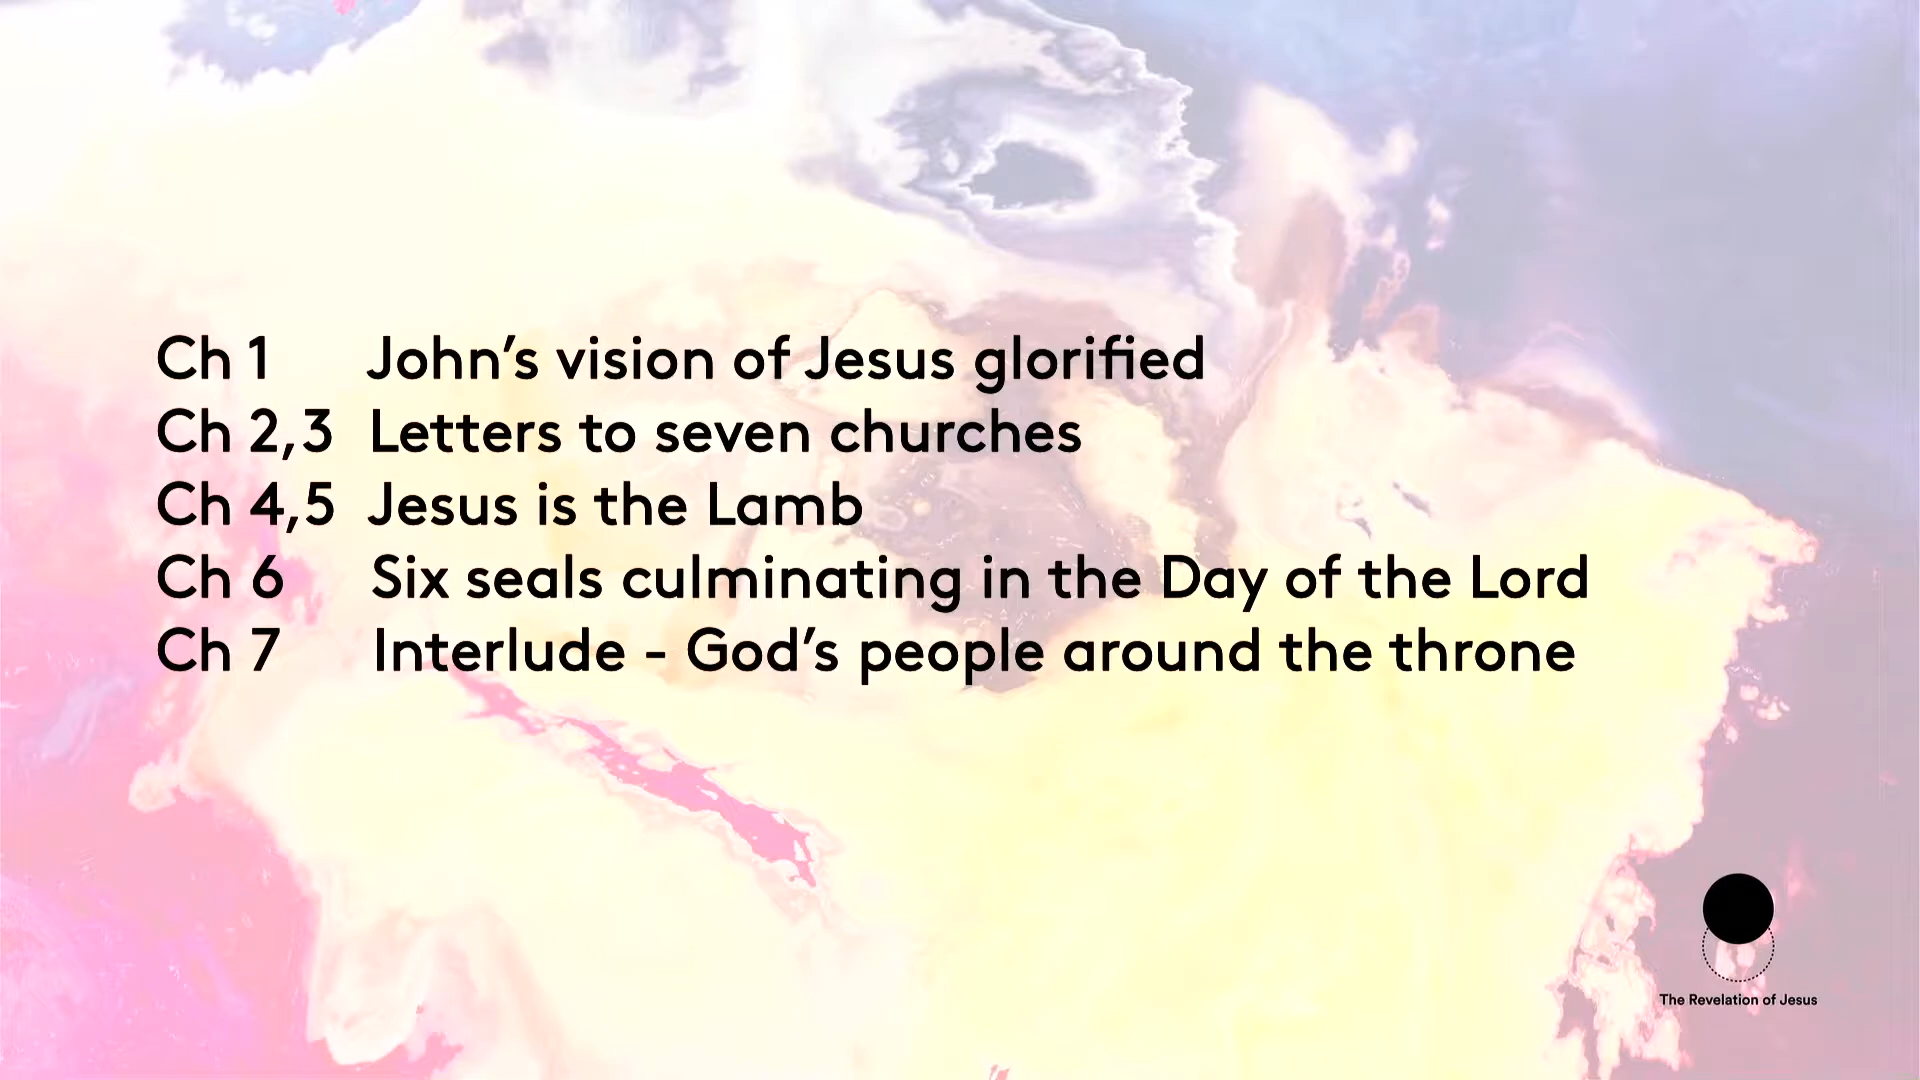 Ch 1 John’s vision of Jesus glorified
Ch 2,3 Letters to seven churches
Ch 4,5 Jesus is the Lamb
Ch 6 Six seals culminating in the Day of the Lord
Ch 7 Interlude - God’s people around the throne
The Revelation of Jesus